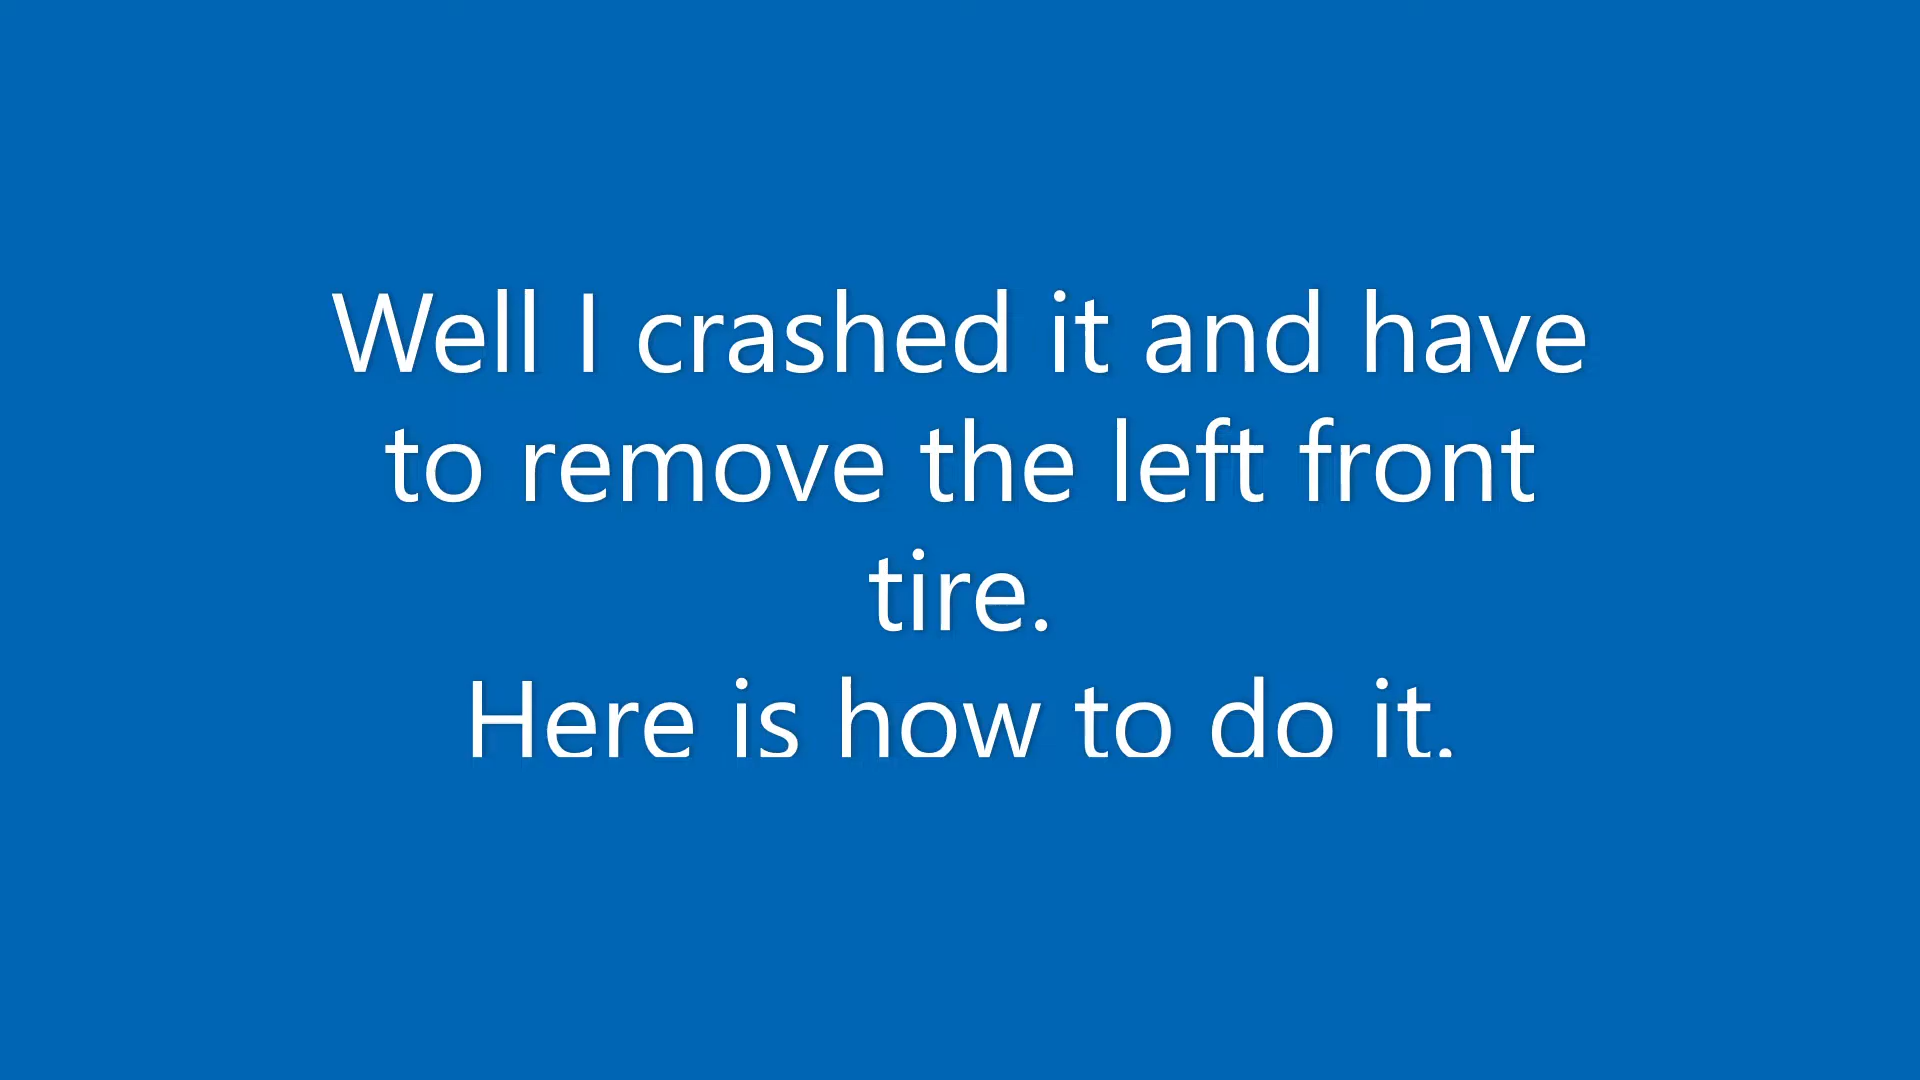 Well I crashed it and have
to remove the left front
tire.
Here is how to do it.